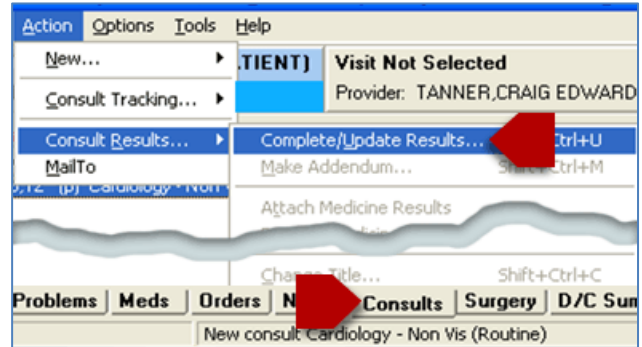 Action Options Tools Help
New...
TIENT) Visit Not Selected
Consult Tracking... Provider: TANNER,CRAIG EDWARD
Consult Results... Complete/Update Results... Ctrl+U
MailTo Make Addendum... Shift+Ctrl+M
(p) Cardiology - Non
Attach Medicine Results
Change Title... Shift+Ctrl+C
Problems Meds Orders Consults Surgery D/C Sum
New consult Cardiology - Non Vis (Routine)